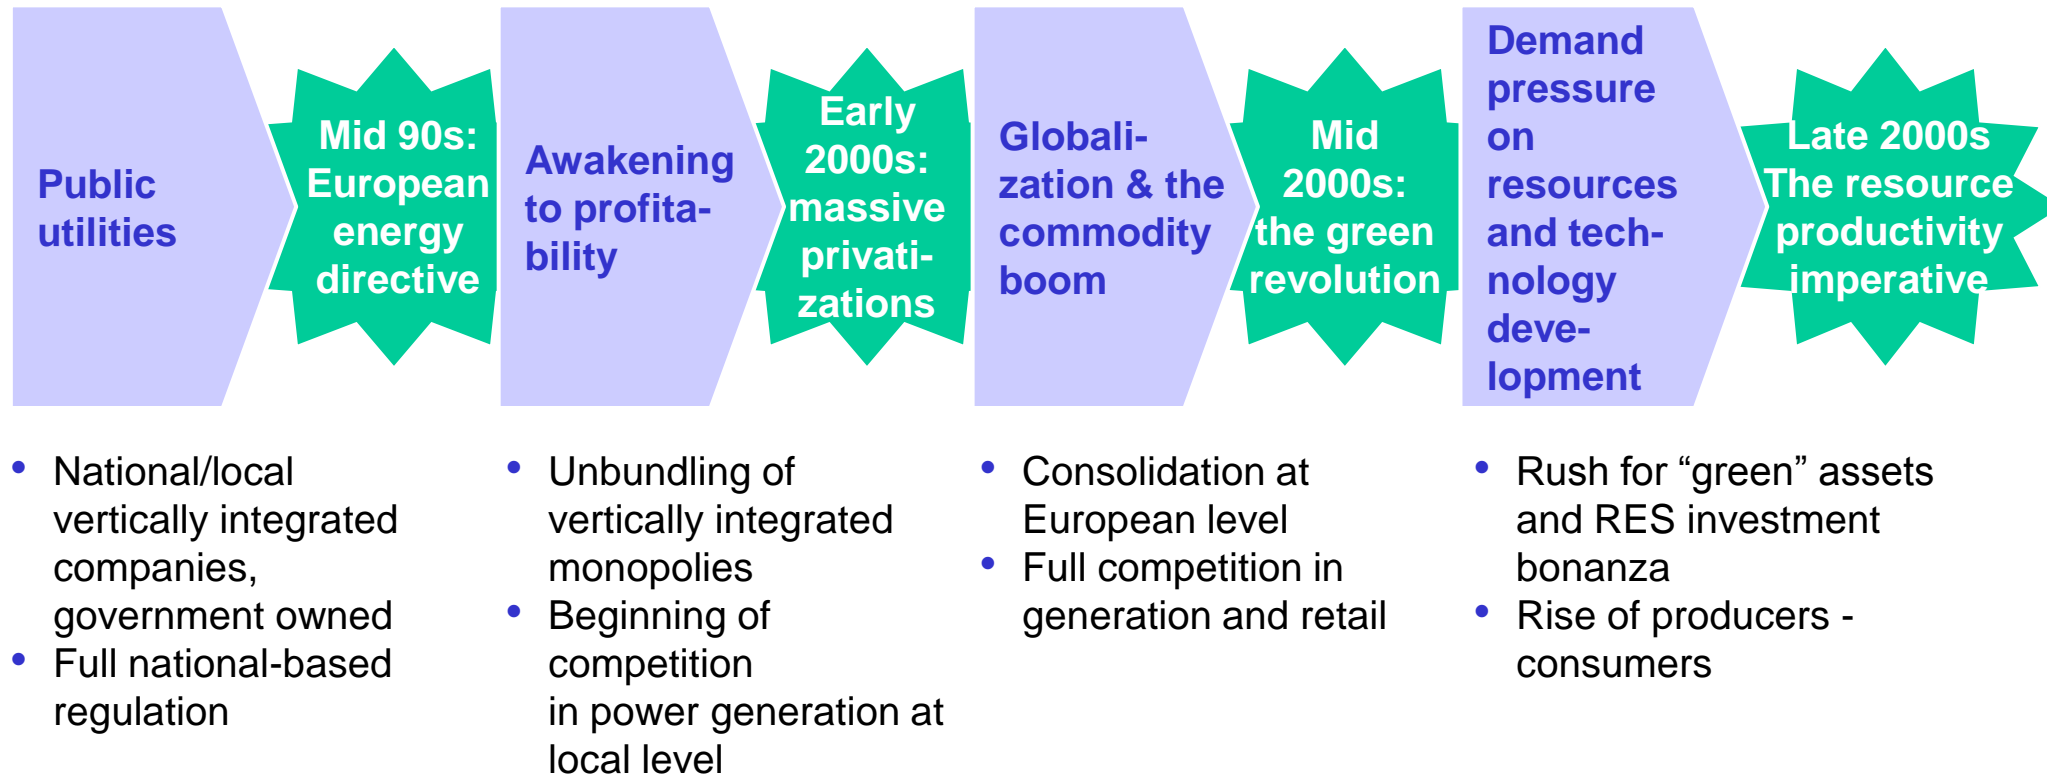 Public
utilities
Mid 90s:
European
energy
directive
Awakening
to profita-
bility
Early
2000s:
massive
privati-
zations
Globali-
zation & the
commodity
boom
Mid
2000s:
the green
revolution
Demand
pressure
on
resources
and tech-
nology
deve-
lopment
Late 2000s
The resource
productivity
imperative
• National/local
vertically integrated
companies,
government owned
• Full national-based
regulation
• Unbundling of
vertically integrated
monopolies
• Beginning of
competition
in power generation at
local level
• Consolidation at
European level
• Full competition in
generation and retail
• Rush for “green” assets
and RES investment
bonanza
• Rise of producers -
consumers